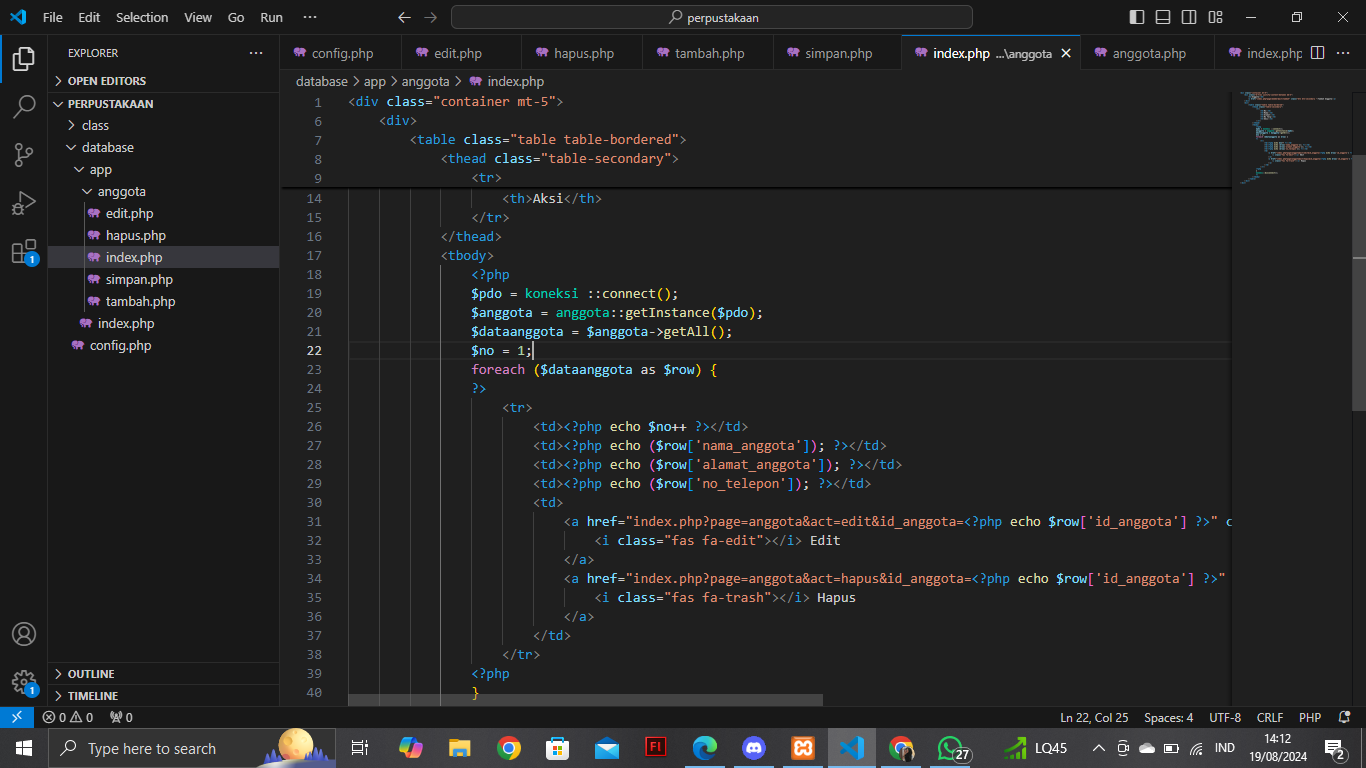 File Edit Selection View Go Run ··· perpustakaan
EXPLORER ···
OPEN EDITORS
PERPUSTAKAAN
class
database
app
anggota
edit.php
hapus.php
index.php
simpan.php
tambah.php
index.php
config.php
OUTLINE
TIMELINE
config.php edit.php hapus.php tambah.php simpan.php index.php ...\anggota anggota.php index.php ···
database > app > anggota > index.php
1 <div class="container mt-5">
6 <div>
7 <table class="table table-bordered">
8 <thead class="table-secondary">
9 <tr>
14 <th>Aksi</th>
15 </tr>
16 </thead>
17 <tbody>
18 <?php
19 $pdo = koneksi ::connect();
20 $anggota = anggota::getInstance($pdo);
21 $dataanggota = $anggota->getAll();
22 $no = 1;
23 foreach ($dataanggota as $row) {
24 ?>
25 <tr>
26 <td><?php echo $no++ ?></td>
27 <td><?php echo ($row['nama_anggota']); ?></td>
28 <td><?php echo ($row['alamat_anggota']); ?></td>
29 <td><?php echo ($row['no_telepon']); ?></td>
30 <td>
31 <a href="index.php?page=anggota&act=edit&id_anggota=<?php echo $row['id_anggota'] ?>" c
32 <i class="fas fa-edit"></i> Edit
33 </a>
34 <a href="index.php?page=anggota&act=hapus&id_anggota=<?php echo $row['id_anggota'] ?>"
35 <i class="fas fa-trash"></i> Hapus
36 </a>
37 </td>
38 </tr>
39 <?php
40 }
1
1
0 0 0 Ln 22, Col 25 Spaces: 4 UTF-8 CRLF PHP
Type here to search FI 27 LQ45 IND 14:12
19/08/2024 2